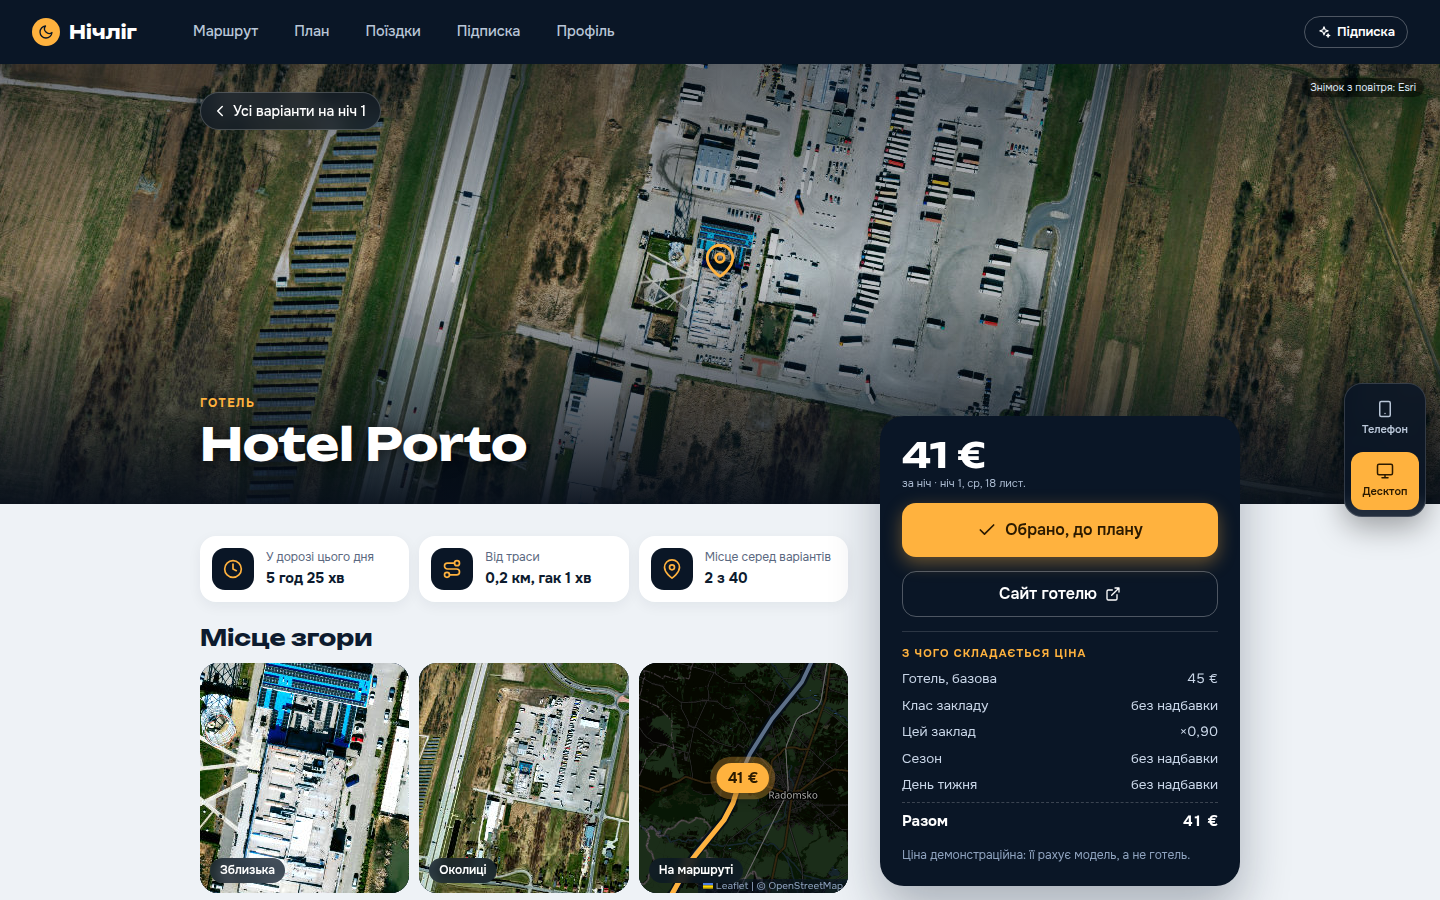 Нічліг
Маршрут
План
Поїздки
Підписка
Профіль
Підписка
Усі варіанти на ніч 1
Знімок з повітря: Esri
ГОТЕЛЬ
Hotel Porto
Телефон
Десктоп
41 €
за ніч · ніч 1, ср, 18 лист.
Обрано, до плану
Сайт готелю
У дорозі цього дня
5 год 25 хв
Від траси
0,2 км, гак 1 хв
Місце серед варіантів
2 з 40
Місце згори
Зблизька
Околиці
41 €
Radomsko
На маршруті
Leaflet | © OpenStreetMap
З ЧОГО СКЛАДАЄТЬСЯ ЦІНА
Готель, базова 45 €
Клас закладу без надбавки
Цей заклад ×0,90
Сезон без надбавки
День тижня без надбавки
Разом 41 €
Ціна демонстраційна: її рахує модель, а не готель.